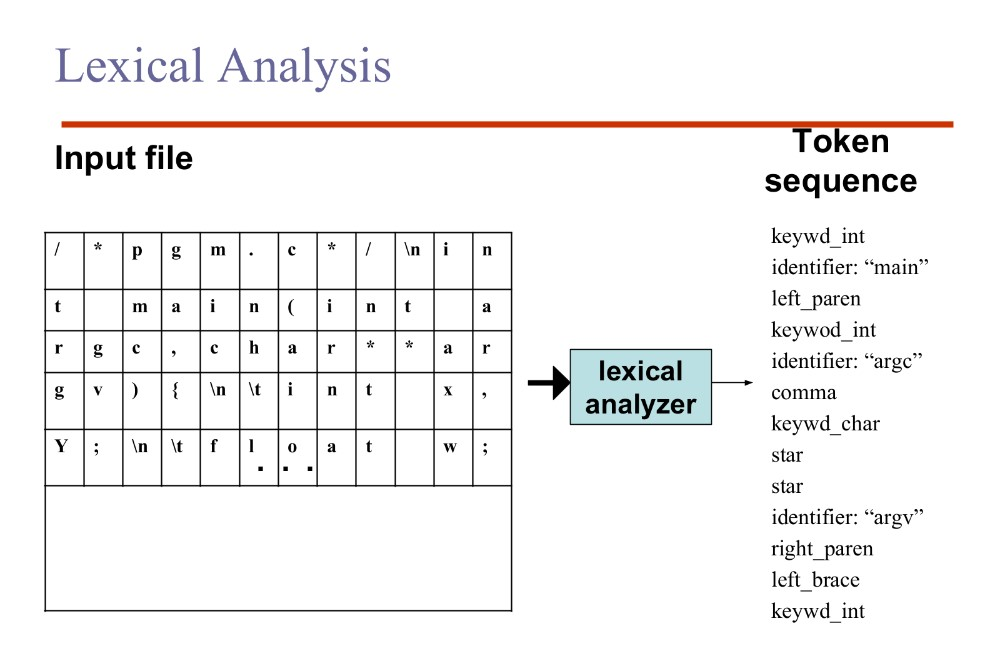 Lexical Analysis
Input file
Token
sequence
/ * p g m . c * / \n i n
t m a i n ( i n t a
r g c , c h a r * * a r
g v ) { \n \t i n t x ,
Y ; \n \t f l o a t w ;
. . .
lexical
analyzer
keywd_int
identifier: “main”
left_paren
keywod_int
identifier: “argc”
comma
keywd_char
star
star
identifier: “argv”
right_paren
left_brace
keywd_int